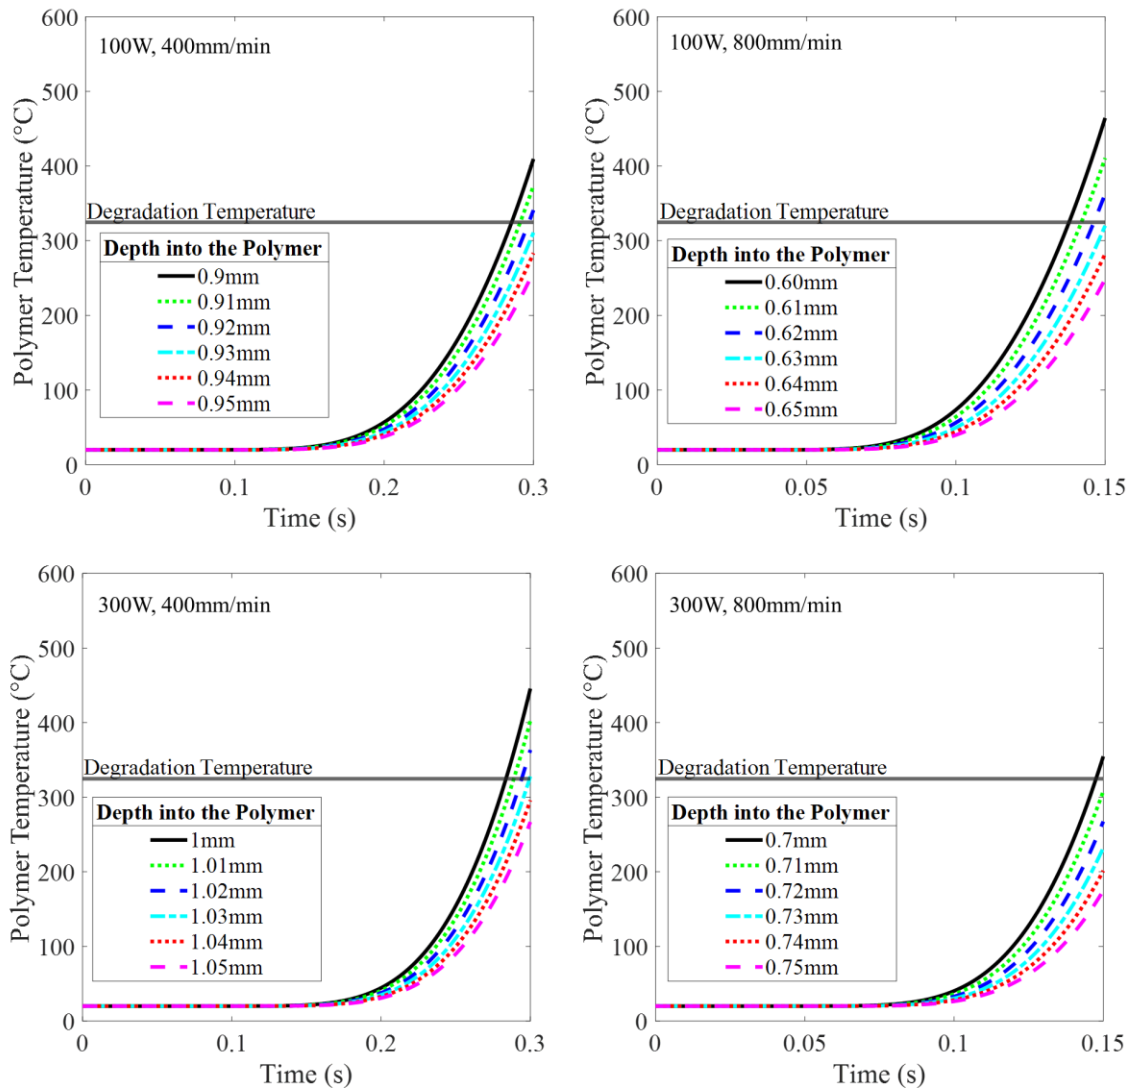 100W, 400mm/min
Polymer Temperature (°C)
600
500
400
300
200
100
0
Degradation Temperature
Depth into the Polymer
0.9mm
0.91mm
0.92mm
0.93mm
0.94mm
0.95mm
0
0.1
0.2
0.3
Time (s)
100W, 800mm/min
Polymer Temperature (°C)
600
500
400
300
200
100
0
Degradation Temperature
Depth into the Polymer
0.60mm
0.61mm
0.62mm
0.63mm
0.64mm
0.65mm
0
0.05
0.1
0.15
Time (s)
300W, 400mm/min
Polymer Temperature (°C)
600
500
400
300
200
100
0
Degradation Temperature
Depth into the Polymer
1mm
1.01mm
1.02mm
1.03mm
1.04mm
1.05mm
0
0.1
0.2
0.3
Time (s)
300W, 800mm/min
Polymer Temperature (°C)
600
500
400
300
200
100
0
Degradation Temperature
Depth into the Polymer
0.7mm
0.71mm
0.72mm
0.73mm
0.74mm
0.75mm
0
0.05
0.1
0.15
Time (s)